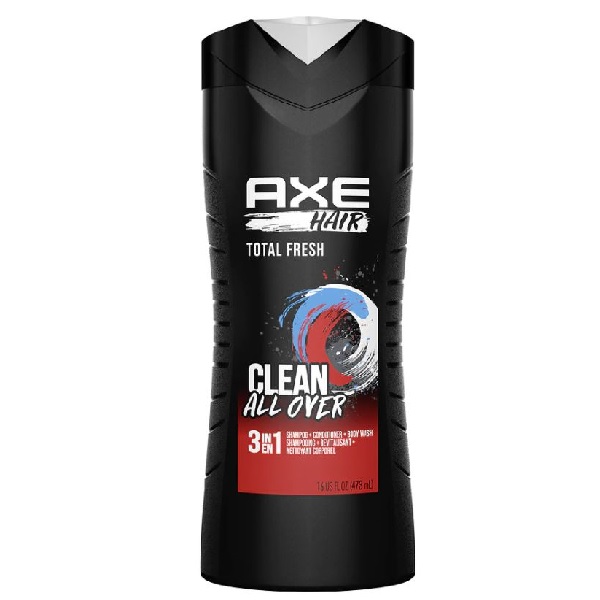 AXE
HAIR
TOTAL FRESH
CLEAN
ALL OVER
3 IN EN 1
SHAMPOO + CONDITIONER + BODY WASH
SHAMPOOING + REVITALISANT +
NETTOYANT CORPOREL
16 US FL OZ (473 mL)